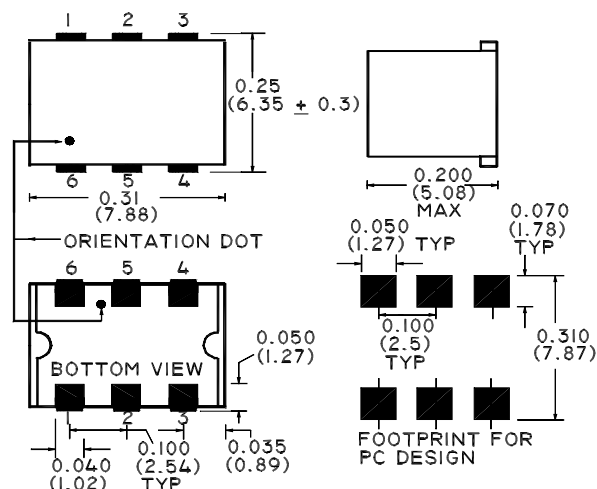 1 2 3
0.25
(6.35 ± 0.3)
6 5 4
0.31
(7.88)
0.200
(5.08)
MAX
ORIENTATION DOT
0.050
(1.27) TYP
0.070
(1.78)
TYP
6 5 4
BOTTOM VIEW
0.050
(1.27)
0.100
(2.5)
TYP
0.310
(7.87)
1 2 3
0.040
(1.02)
0.100
(2.54)
TYP
0.035
(0.89)
FOOTPRINT FOR
PC DESIGN